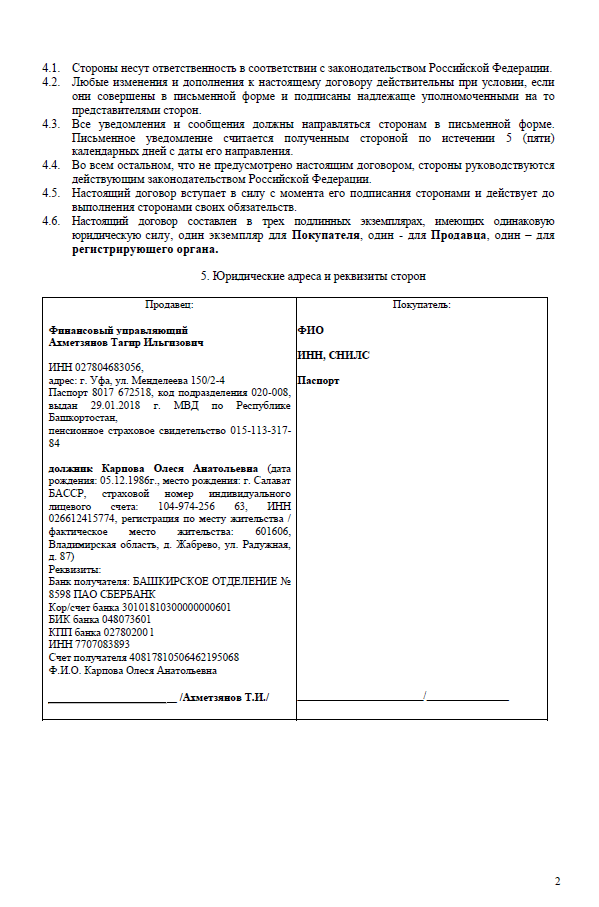 4.1. Стороны несут ответственность в соответствии с законодательством Российской Федерации.
4.2. Любые изменения и дополнения к настоящему договору действительны при условии, если
они совершены в письменной форме и подписаны надлежаще уполномоченными на то
представителями сторон.
4.3. Все уведомления и сообщения должны направляться сторонам в письменной форме.
Письменное уведомление считается полученным стороной по истечении 5 (пяти)
календарных дней с даты его направления.
4.4. Во всем остальном, что не предусмотрено настоящим договором, стороны руководствуются
действующим законодательством Российской Федерации.
4.5. Настоящий договор вступает в силу с момента его подписания сторонами и действует до
выполнения сторонами своих обязательств.
4.6. Настоящий договор составлен в трех подлинных экземплярах, имеющих одинаковую
юридическую силу, один экземпляр для Покупателя, один - для Продавца, один – для
регистрирующего органа.
5. Юридические адреса и реквизиты сторон
Продавец:
Финансовый управляющий
Ахметзянов Тагир Ильгизович
ИНН 027804683056,
адрес: г. Уфа, ул. Менделеева 150/2-4
Паспорт 8017 672518, код подразделения 020-008,
выдан 29.01.2018 г. МВД по Республике
Башкортостан,
пенсионное страховое свидетельство 015-113-317-
84
должник Карпова Олеся Анатольевна (дата
рождения: 05.12.1986г., место рождения: г. Салават
БАССР, страховой номер индивидуального
лицевого счета: 104-974-256 63, ИНН
026612415774, регистрация по месту жительства /
фактическое место жительства: 601606,
Владимирская область, д. Жабрево, ул. Радужная,
д. 87)
Реквизиты:
Банк получателя: БАШКИРСКОЕ ОТДЕЛЕНИЕ №
8598 ПАО СБЕРБАНК
Кор/счет банка 30101810300000000601
БИК банка 048073601
КПП банка 027802001
ИНН 7707083893
Счет получателя 40817810506462195068
Ф.И.О. Карпова Олеся Анатольевна
_______________________ /Ахметзянов Т.И./
Покупатель:
ФИО
ИНН, СНИЛС
Паспорт
_______________________/_______________
2